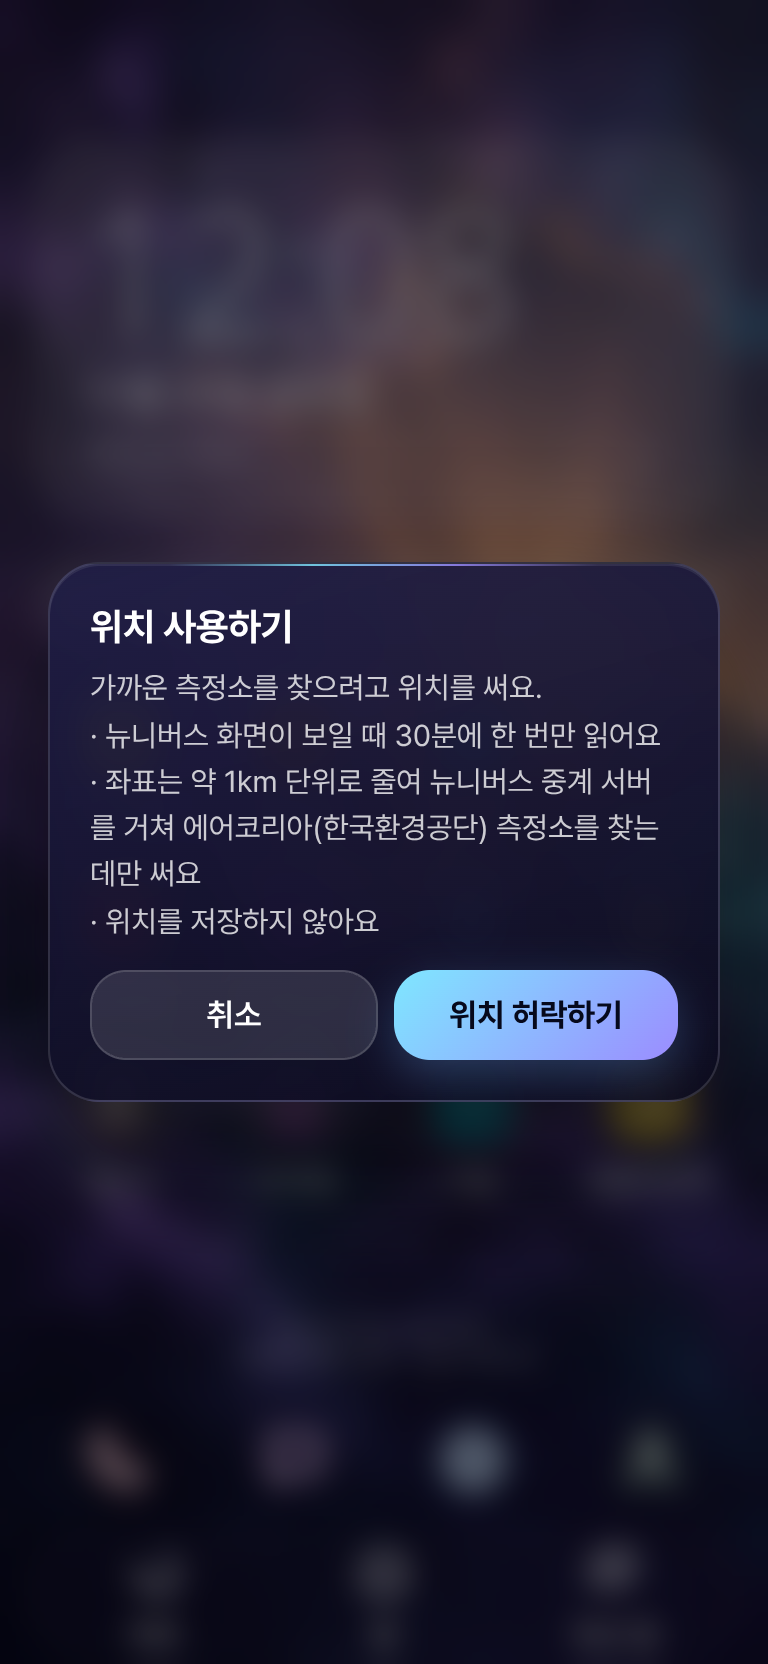 위치 사용하기
가까운 측정소를 찾으려고 위치를 써요.
· 뉴니버스 화면이 보일 때 30분에 한 번만 읽어요
· 좌표는 약 1km 단위로 줄여 뉴니버스 중계 서버
를 거쳐 에어코리아(한국환경공단) 측정소를 찾는
데만 써요
· 위치를 저장하지 않아요
취소
위치 허락하기